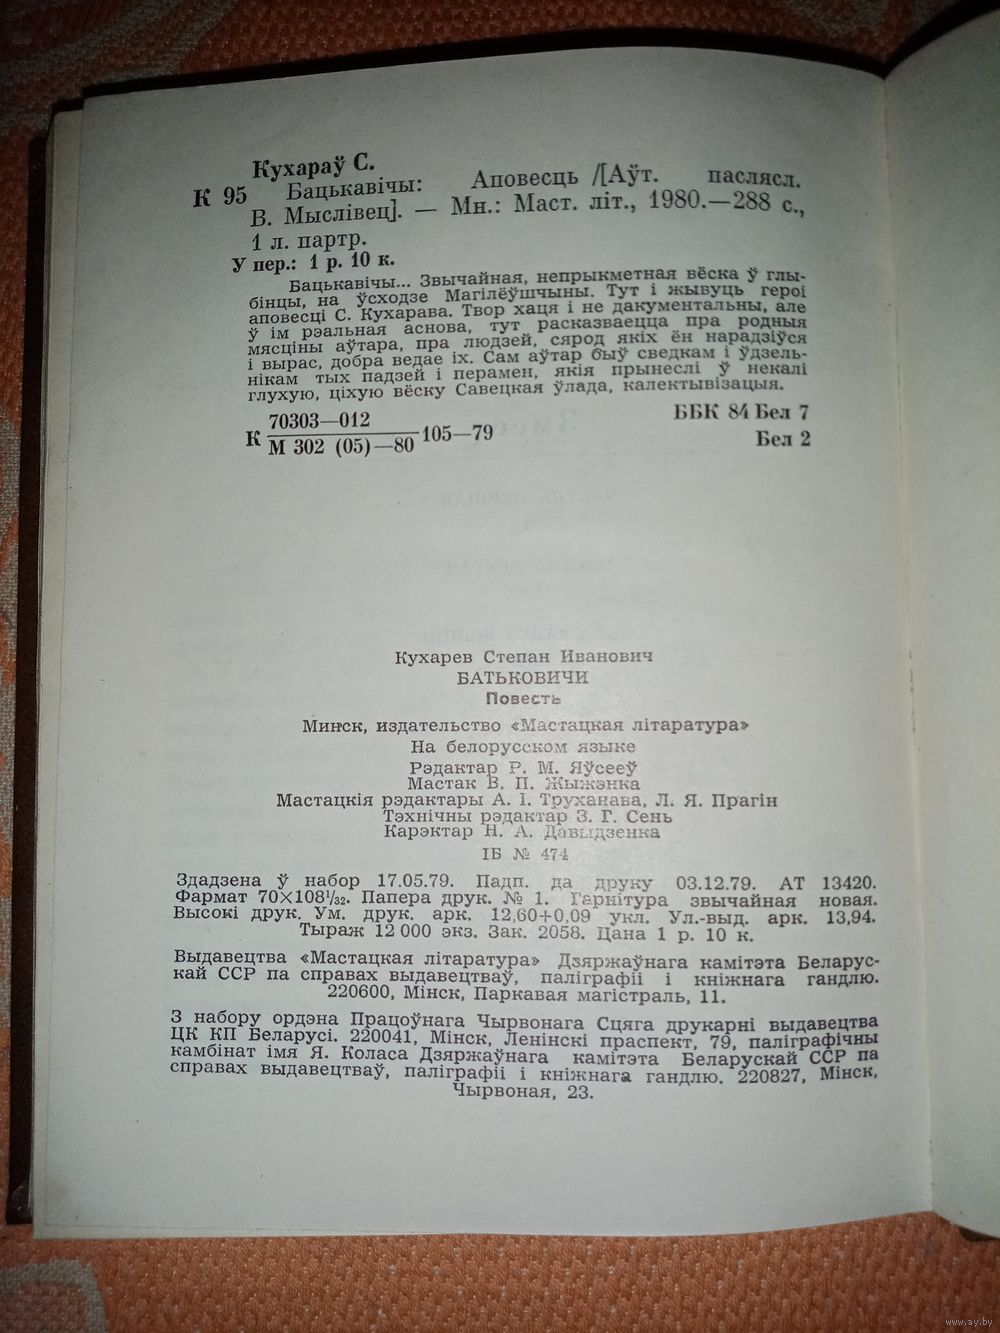 Кухараў С.
К 95 Бацькавічы: Аповесць /[Аўт. паслясл.
В. Мыслівец]. — Мн.: Маст. літ., 1980.—288 с.,
1 л. партр.
У пер.: 1 р. 10 к.
Бацькавічы... Звычайная, непрыкметная вёска ў глы-
бінцы, на ўсходзе Магілёўшчыны. Тут і жывуць героі
аповесці С. Кухарава. Твор хаця і не дакументальны, але
ў ім рэальная аснова, тут расказваецца пра родныя
мясціны аўтара, пра людзей, сярод якіх ён нарадзіўся
і вырас, добра ведае іх. Сам аўтар быў сведкам і ўдзель-
нікам тых падзей і перамен, якія прынеслі ў некалі
глухую, ціхую вёску Савецкая ўлада, калектывізацыя.
70303—012
К М 302 (05)—80 105—79
ББК 84 Бел 7
Бел 2
Кухарев Степан Иванович
БАТЬКОВИЧИ
Повесть
Минск, издательство «Мастацкая літаратура»
На белорусском языке
Рэдактар Р. М. Яўсееў
Мастак В. П. Жыжэнка
Мастацкія рэдактары А. І. Труханава, Л. Я. Прагін
Тэхнічны рэдактар З. Г. Сень
Карэктар Н. А. Давыдзенка
ІБ № 474
Здадзена ў набор 17.05.79. Падп. да друку 03.12.79. АТ 13420.
Фармат 70×108¹/₃₂. Папера друк. № 1. Гарнітура звычайная новая.
Высокі друк. Ум. друк. арк. 12,60+0,09 укл. Ул.-выд. арк. 13,94.
Тыраж 12 000 экз. Зак. 2058. Цана 1 р. 10 к.
Выдавецтва «Мастацкая літаратура» Дзяржаўнага камітэта Беларус-
кай ССР па справах выдавецтваў, паліграфіі і кніжнага гандлю.
220600, Мінск, Паркавая магістраль, 11.
З набору ордэна Працоўнага Чырвонага Сцяга друкарні выдавецтва
ЦК КП Беларусі. 220041, Мінск, Ленінскі праспект, 79, паліграфічны
камбінат імя Я. Коласа Дзяржаўнага камітэта Беларускай ССР па
справах выдавецтваў, паліграфіі і кніжнага гандлю. 220827, Мінск,
Чырвоная, 23.
www.ay.by